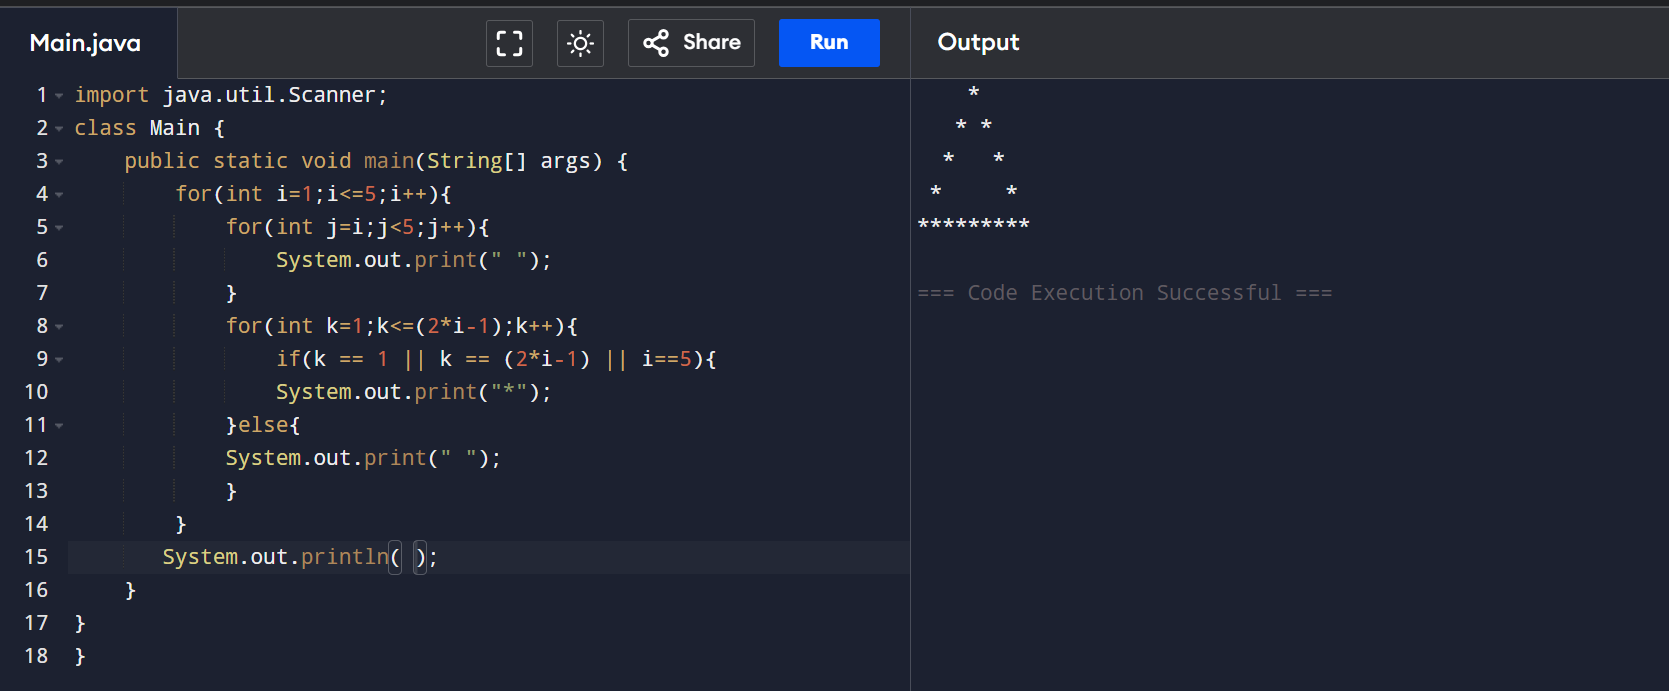 Main.java
Share
Run
Output
1 import java.util.Scanner;
2 class Main {
3     public static void main(String[] args) {
4         for(int i=1;i<=5;i++){
5             for(int j=i;j<5;j++){
6                 System.out.print(" ");
7             }
8             for(int k=1;k<=(2*i-1);k++){
9                 if(k == 1 || k == (2*i-1) || i==5){
10                 System.out.print("*");
11             }else{
12             System.out.print(" ");
13             }
14         }
15        System.out.println( );
16     }
17 }
18 }
    *
   * *
  *   *
 *     *
*********
=== Code Execution Successful ===